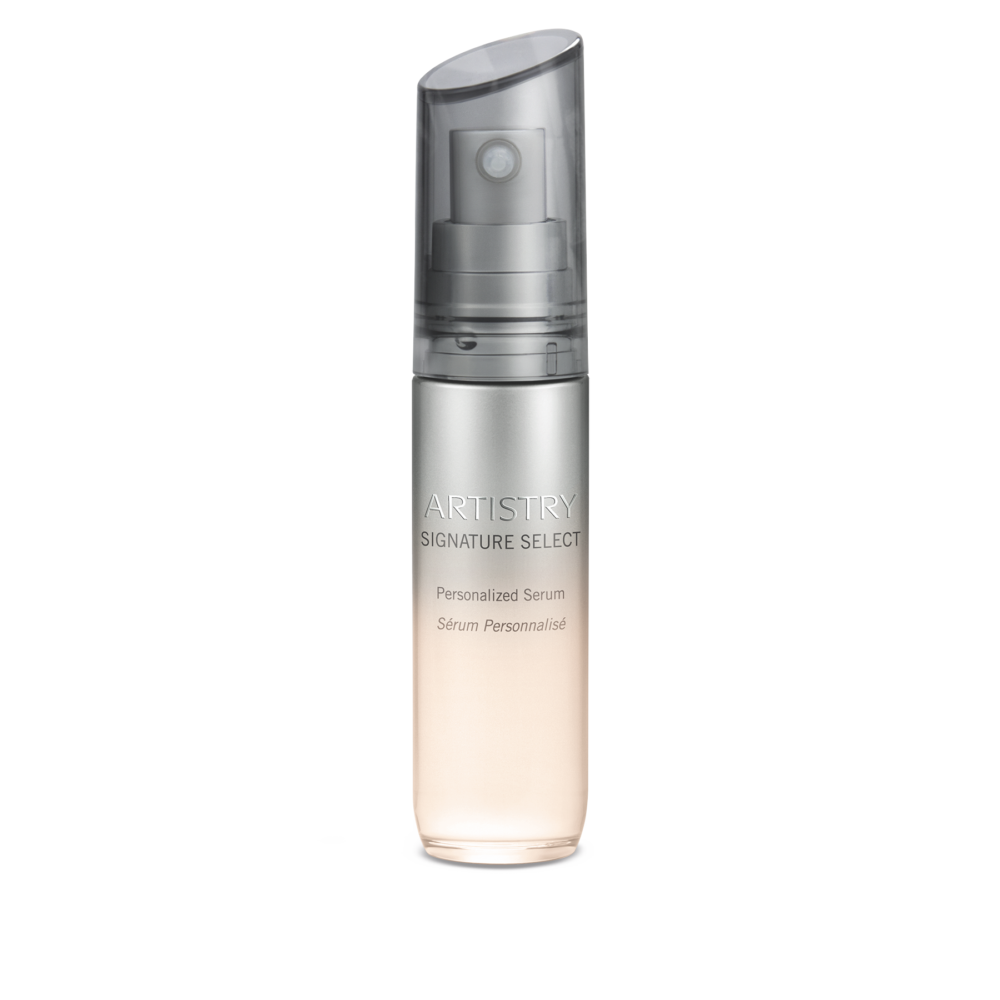 ARTISTRY
SIGNATURE SELECT
Personalized Serum
Sérum Personnalisé